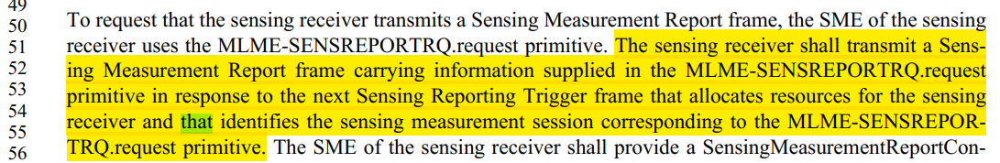 49
50 To request that the sensing receiver transmits a Sensing Measurement Report frame, the SME of the sensing
51 receiver uses the MLME-SENSREPORTRQ.request primitive. The sensing receiver shall transmit a Sens-
52 ing Measurement Report frame carrying information supplied in the MLME-SENSREPORTRQ.request
53 primitive in response to the next Sensing Reporting Trigger frame that allocates resources for the sensing
54 receiver and that identifies the sensing measurement session corresponding to the MLME-SENSREPOR-
55 TRQ.request primitive. The SME of the sensing receiver shall provide a SensingMeasurementReportCon-
56